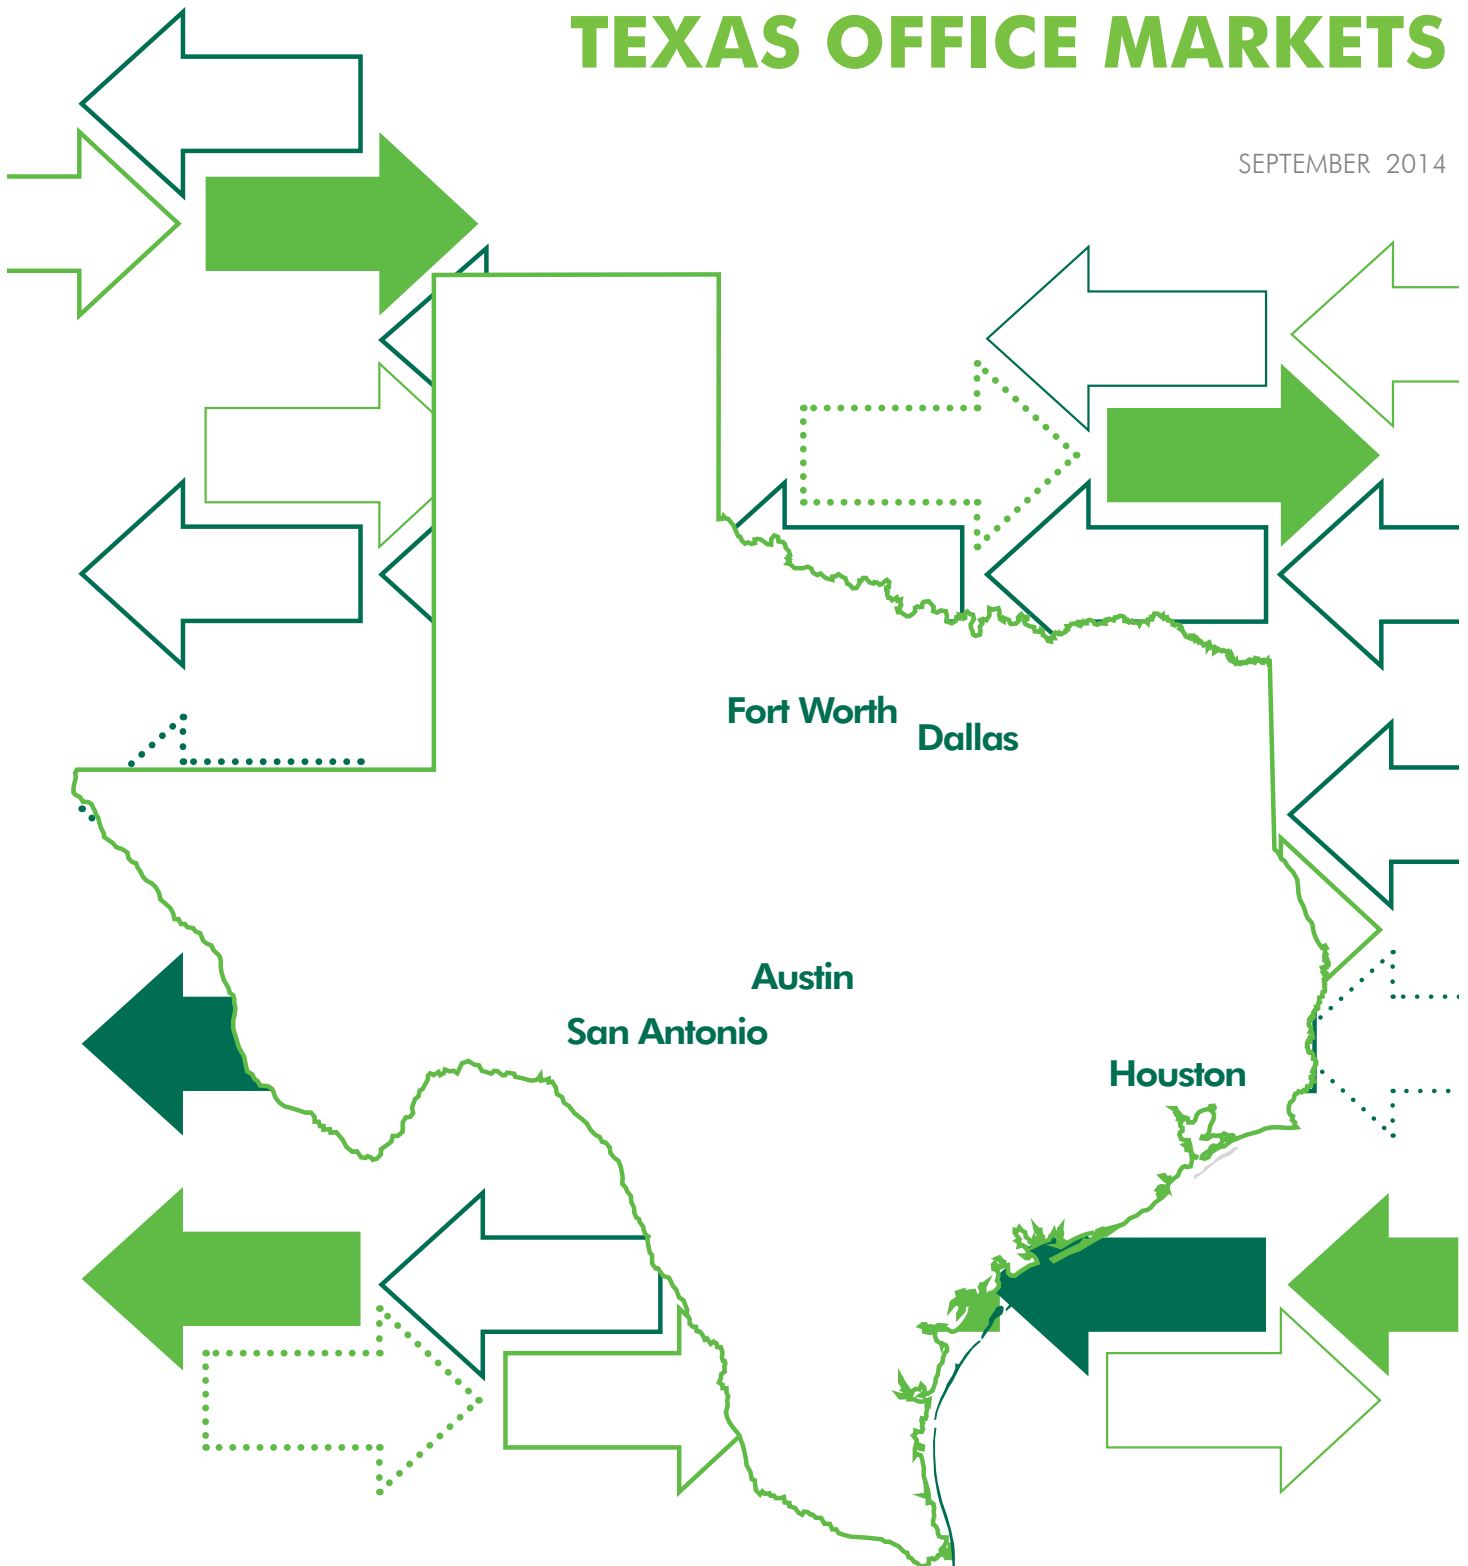 TEXAS OFFICE MARKETS
SEPTEMBER 2014
Fort Worth
Dallas
Austin
San Antonio
Houston